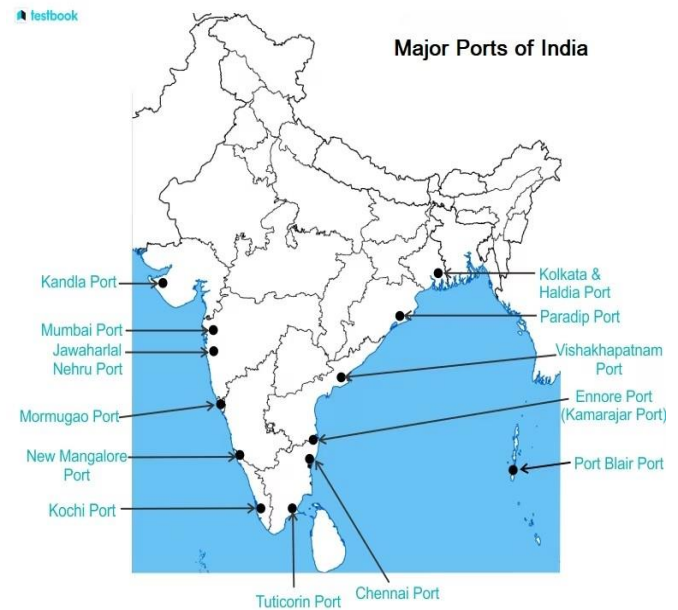 testbook
Major Ports of India
Kandla Port
Mumbai Port
Jawaharlal
Nehru Port
Mormugao Port
New Mangalore
Port
Kochi Port
Tuticorin Port
Chennai Port
Kolkata &
Haldia Port
Paradip Port
Vishakhapatnam
Port
Ennore Port
(Kamarajar Port)
Port Blair Port